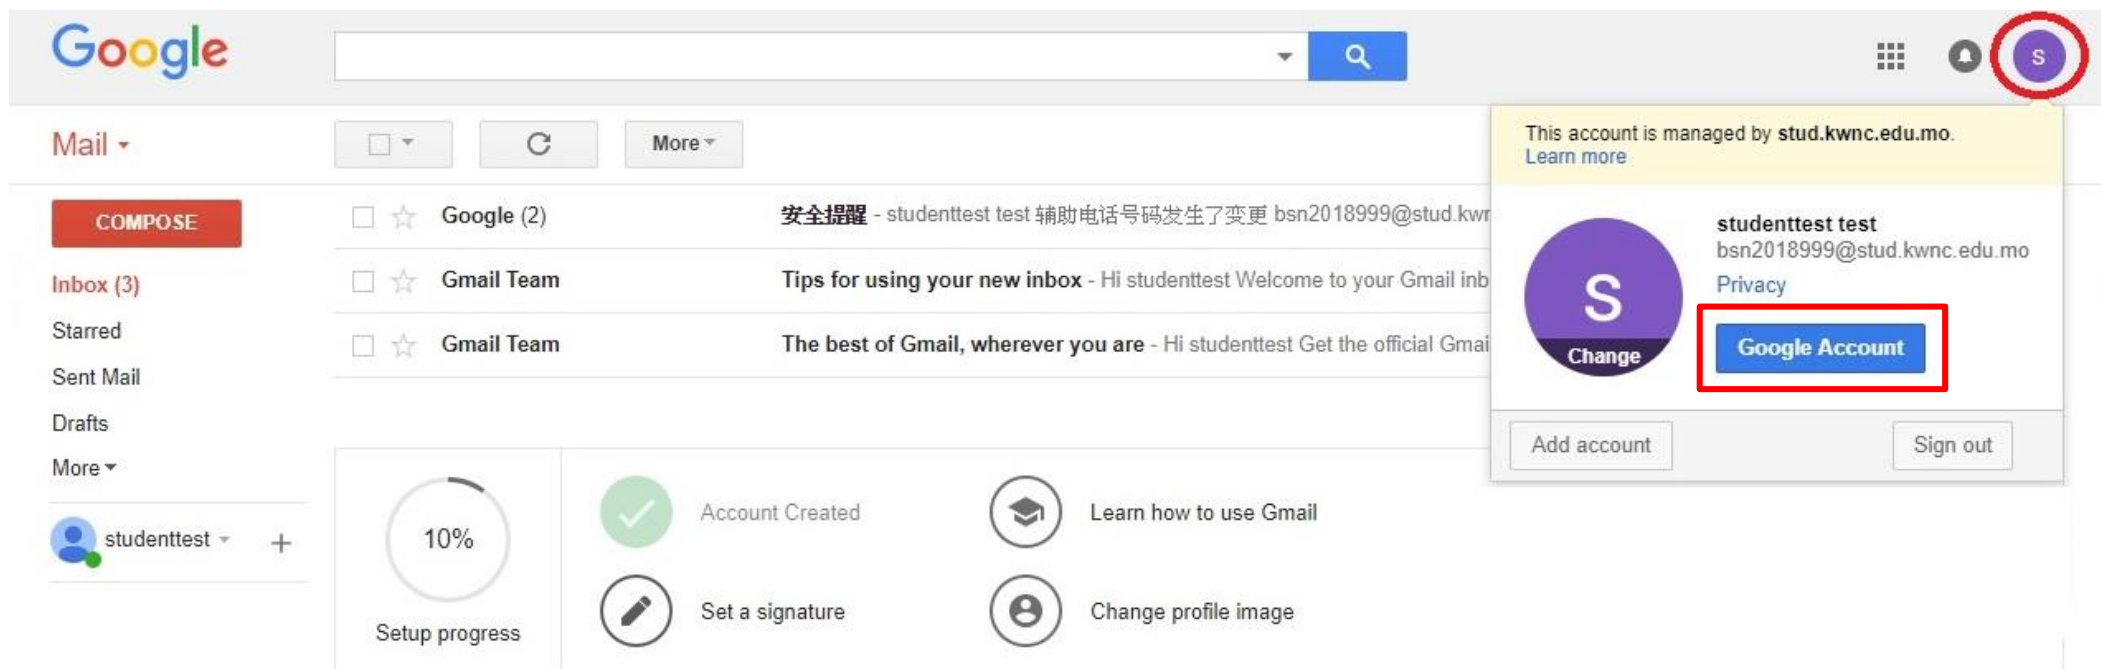 Google
S
Mail
More
This account is managed by stud.kwnc.edu.mo.
Learn more
COMPOSE
Google (2) 安全提醒 - studenttest test 辅助电话号码发生了变更 bsn2018999@stud.kwr
studenttest test
bsn2018999@stud.kwnc.edu.mo
Privacy
S
Change
Google Account
Inbox (3)
Gmail Team Tips for using your new inbox - Hi studenttest Welcome to your Gmail inb
Starred
Gmail Team The best of Gmail, wherever you are - Hi studenttest Get the official Gmai
Sent Mail
Drafts
More
Add account
Sign out
studenttest
10%
Setup progress
Account Created
Learn how to use Gmail
Set a signature
Change profile image